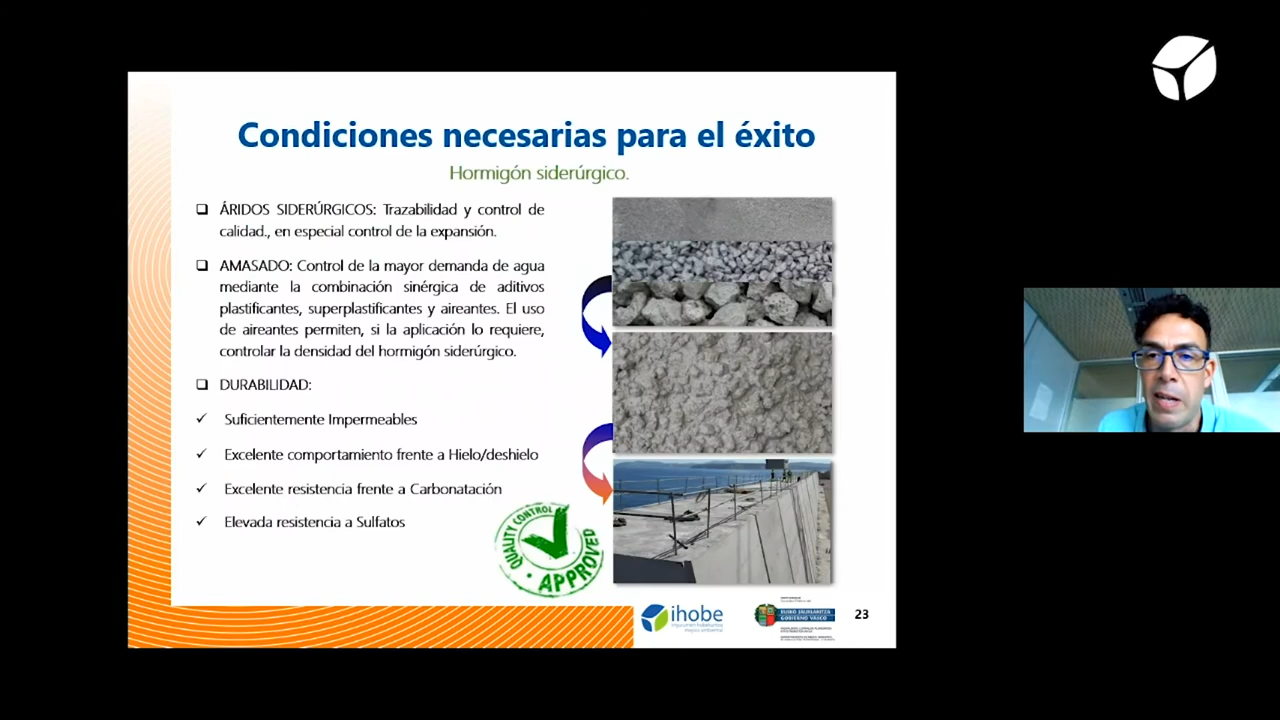 Condiciones necesarias para el éxito
Hormigón siderúrgico.
ÁRIDOS SIDERÚRGICOS: Trazabilidad y control de
calidad., en especial control de la expansión.
AMASADO: Control de la mayor demanda de agua
mediante la combinación sinérgica de aditivos
plastificantes, superplastificantes y aireantes. El uso
de aireantes permiten, si la aplicación lo requiere,
controlar la densidad del hormigón siderúrgico.
DURABILIDAD:
Suficientemente Impermeables
Excelente comportamiento frente a Hielo/deshielo
Excelente resistencia frente a Carbonatación
Elevada resistencia a Sulfatos
QUALITY CONTROL
APPROVED
ihobe
EUSKO JAURLARITZA
GOBIERNO VASCO
23